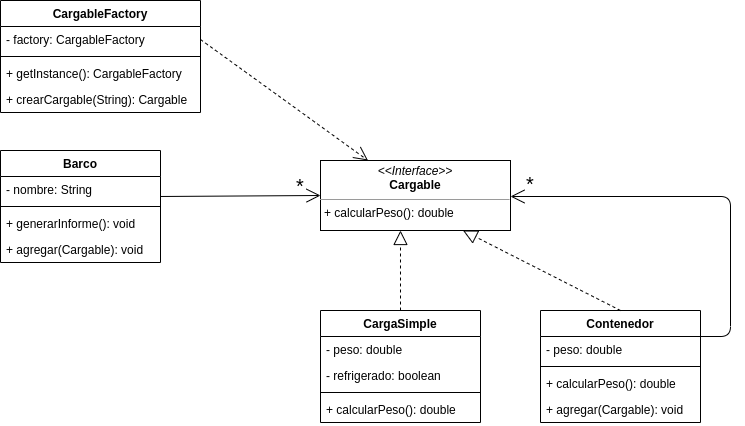 CargableFactory
- factory: CargableFactory
+ getInstance(): CargableFactory
+ crearCargable(String): Cargable
Barco
- nombre: String
+ generarInforme(): void
+ agregar(Cargable): void
*
<<Interface>>
Cargable
+ calcularPeso(): double
*
CargaSimple
- peso: double
- refrigerado: boolean
+ calcularPeso(): double
Contenedor
- peso: double
+ calcularPeso(): double
+ agregar(Cargable): void